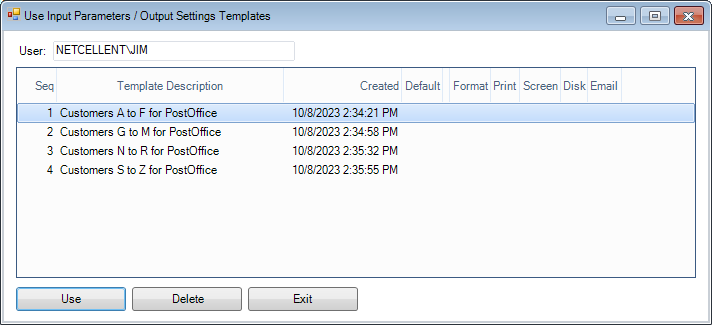 Use Input Parameters / Output Settings Templates
User: NETCELLENT\JIM
Seq Template Description Created Default Format Print Screen Disk Email
1 Customers A to F for PostOffice 10/8/2023 2:34:21 PM
2 Customers G to M for PostOffice 10/8/2023 2:34:58 PM
3 Customers N to R for PostOffice 10/8/2023 2:35:32 PM
4 Customers S to Z for PostOffice 10/8/2023 2:35:55 PM
Use Delete Exit